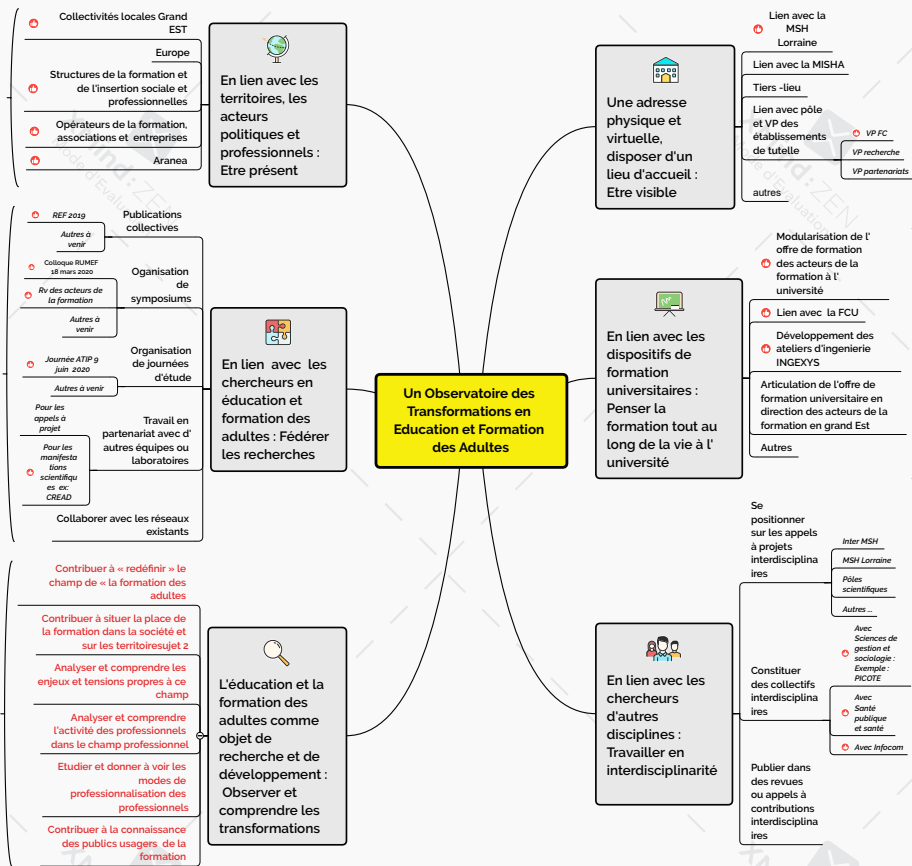 Un Observatoire des
Transformations en
Education et Formation
des Adultes
En lien avec les
territoires, les
acteurs
politiques et
professionnels :
Etre présent
Collectivités locales Grand
EST
Europe
Structures de la formation et
de l'insertion sociale et
professionnelles
Opérateurs de la formation,
associations et entreprises
Aranea
En lien avec les
chercheurs en
éducation et
formation des
adultes : Fédérer
les recherches
Publications
collectives
REF 2019
Autres à
venir
Oganisation
de
symposiums
Colloque RUMEF
18 mars 2020
Rv des acteurs de
la formation
Autres à
venir
Organisation
de journées
d'étude
Journée ATIP 9
juin 2020
Autres à venir
Travail en
partenariat avec d'
autres équipes ou
laboratoires
Pour les
appels à
projet
Pour les
manifesta
tions
scientifiqu
es ex:
CREAD
Collaborer avec les réseaux
existants
L'éducation et la
formation des
adultes comme
objet de
recherche et de
développement :
Observer et
comprendre les
transformations
Contribuer à « redéfinir » le
champ de « la formation des
adultes
Contribuer à situer la place de
la formation dans la société et
sur les territoiresujet 2
Analyser et comprendre les
enjeux et tensions propres à ce
champ
Analyser et comprendre
l'activité des professionnels
dans le champ professionnel
Etudier et donner à voir les
modes de
professionnalisation des
professionnels
Contribuer à la connaissance
des publics usagers de la
formation
Une adresse
physique et
virtuelle,
disposer d'un
lieu d'accueil :
Etre visible
Lien avec la
MSH
Lorraine
Lien avec la MISHA
Tiers -lieu
Lien avec pôle
et VP des
établissements
de tutelle
VP FC
VP recherche
VP partenariats
autres
En lien avec les
dispositifs de
formation
universitaires :
Penser la
formation tout au
long de la vie à l'
université
Modularisation de l'
offre de formation
des acteurs de la
formation à l'
université
Lien avec la FCU
Développement des
ateliers d'ingenierie
INGEXYS
Articulation de l'offre de
formation universitaire en
direction des acteurs de la
formation en grand Est
Autres
En lien avec les
chercheurs
d'autres
disciplines :
Travailler en
interdisciplinarité
Se
positionner
sur les appels
à projets
interdisciplina
ires
Inter MSH
MSH Lorraine
Pôles
scientifiques
Autres ...
Constituer
des collectifs
interdisciplina
ires
Avec
Sciences de
gestion et
sociologie :
Exemple :
PICOTE
Avec
Santé
publique
et santé
Avec Infocom
Publier dans
des revues
ou appels à
contributions
interdisciplina
ires
XMind:ZEN
Mode d'Evaluation